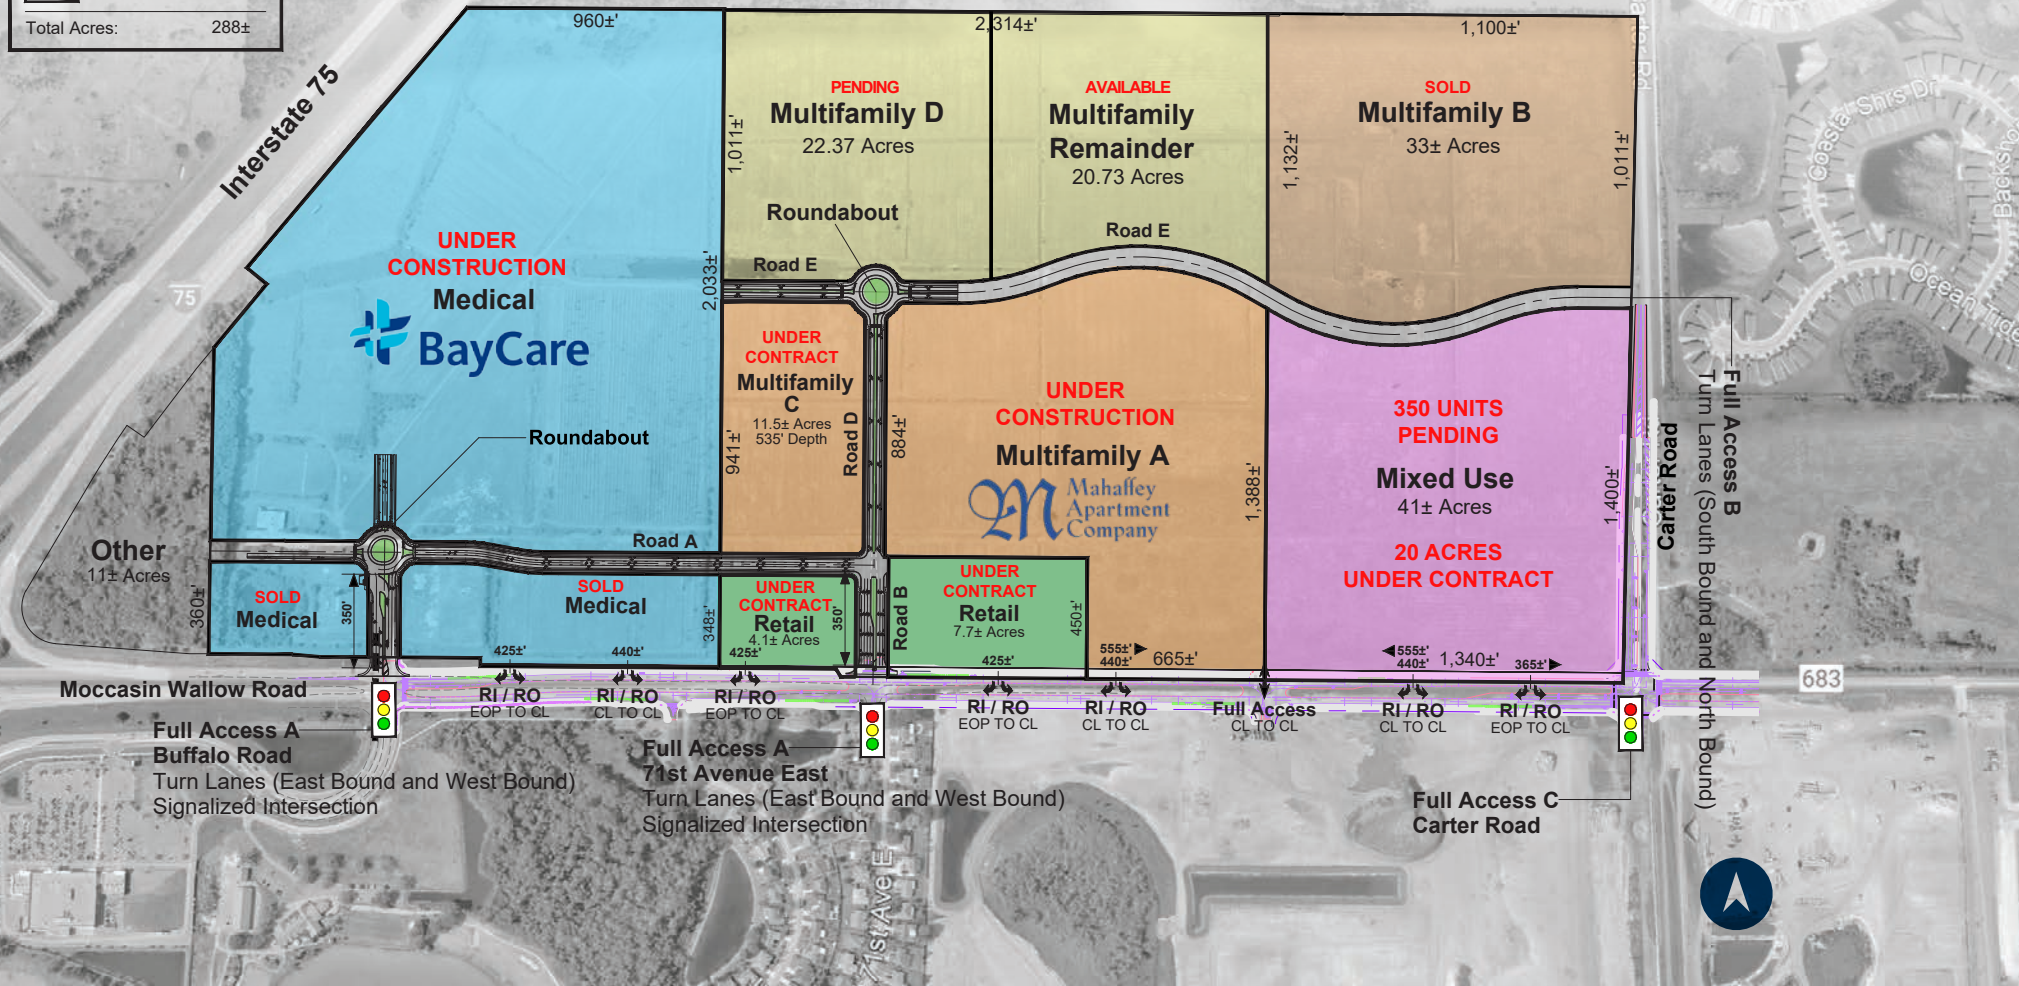 Total Acres: 288±
960±'
2,314±'
1,100±'
Interstate 75
75
PENDING
Multifamily D
22.37 Acres
1,011±'
AVAILABLE
Multifamily
Remainder
20.73 Acres
1,132±'
SOLD
Multifamily B
33± Acres
1,011±'
Coastal Shrs Dr
Ocean Tide
Roundabout
Road E
Road E
UNDER
CONSTRUCTION
Medical
BayCare
2,033±'
Roundabout
UNDER
CONTRACT
Multifamily
C
11.5± Acres
535' Depth
941±'
Road D
884±'
UNDER
CONSTRUCTION
Multifamily A
Mahaffey
Apartment
Company
1,388±'
350 UNITS
PENDING
Mixed Use
41± Acres
20 ACRES
UNDER CONTRACT
1,400±'
Carter Road
Full Access B
Turn Lanes (South Bound and North Bound)
Other
11± Acres
Road A
360±'
SOLD
Medical
350'
SOLD
Medical
348±'
UNDER
CONTRACT
Retail
4.1± Acres
350'
Road B
UNDER
CONTRACT
Retail
7.7± Acres
450±'
425±'
440±'
425±'
425±'
555±'
440±'
665±'
555±'
440±'
1,340±'
365±'
Moccasin Wallow Road
683
RI / RO
EOP TO CL
RI / RO
CL TO CL
RI / RO
EOP TO CL
RI / RO
EOP TO CL
RI / RO
CL TO CL
Full Access
CL TO CL
RI / RO
CL TO CL
RI / RO
EOP TO CL
Full Access A
Buffalo Road
Turn Lanes (East Bound and West Bound)
Signalized Intersection
Full Access A
71st Avenue East
Turn Lanes (East Bound and West Bound)
Signalized Intersection
Full Access C
Carter Road
71st Ave E